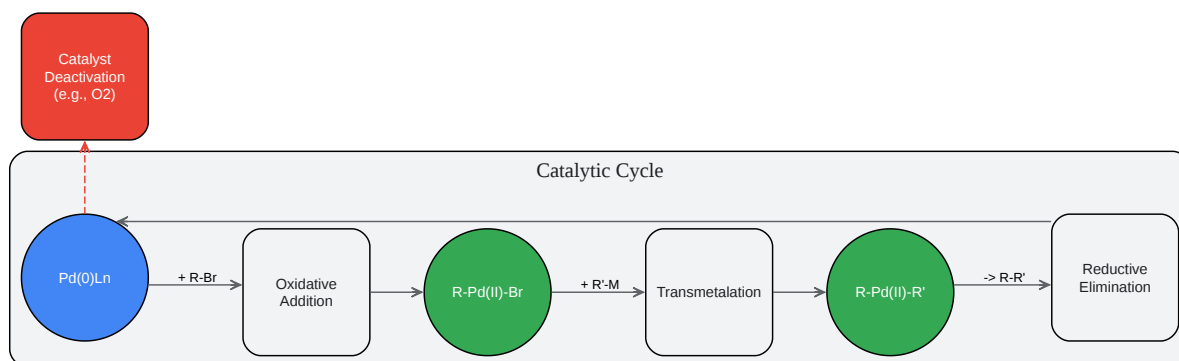 Catalyst
Deactivation
(e.g., O2)
Catalytic Cycle
Pd(0)Ln
+ R-Br
Oxidative
Addition
R-Pd(II)-Br
+ R'-M
Transmetalation
R-Pd(II)-R'
-> R-R'
Reductive
Elimination